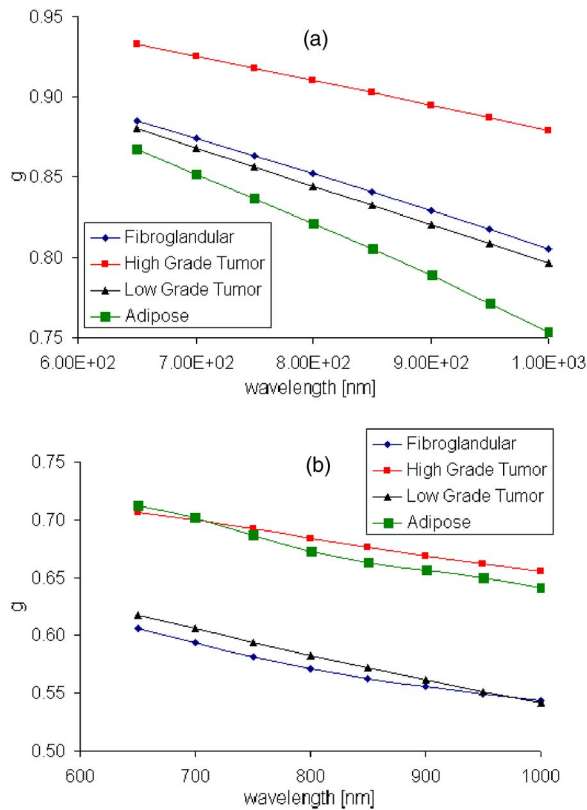 (a)
0.95
0.90
0.85
0.80
0.75
g
Fibroglandular
High Grade Tumor
Low Grade Tumor
Adipose
6.00E+02 7.00E+02 8.00E+02 9.00E+02 1.00E+03
wavelength [nm]
(b)
Fibroglandular
High Grade Tumor
Low Grade Tumor
Adipose
0.75
0.70
0.65
0.60
0.55
0.50
g
600 700 800 900 1000
wavelength [nm]